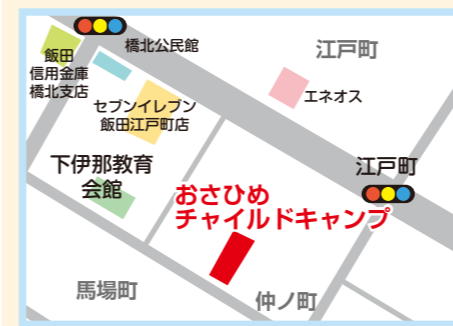 橋北公民館
飯田
信用金庫
橋北支店
江戸町
エネオス
セブンイレブン
飯田江戸町店
下伊那教育
会館
江戸町
おさひめ
チャイルドキャンプ
馬場町
仲ノ町